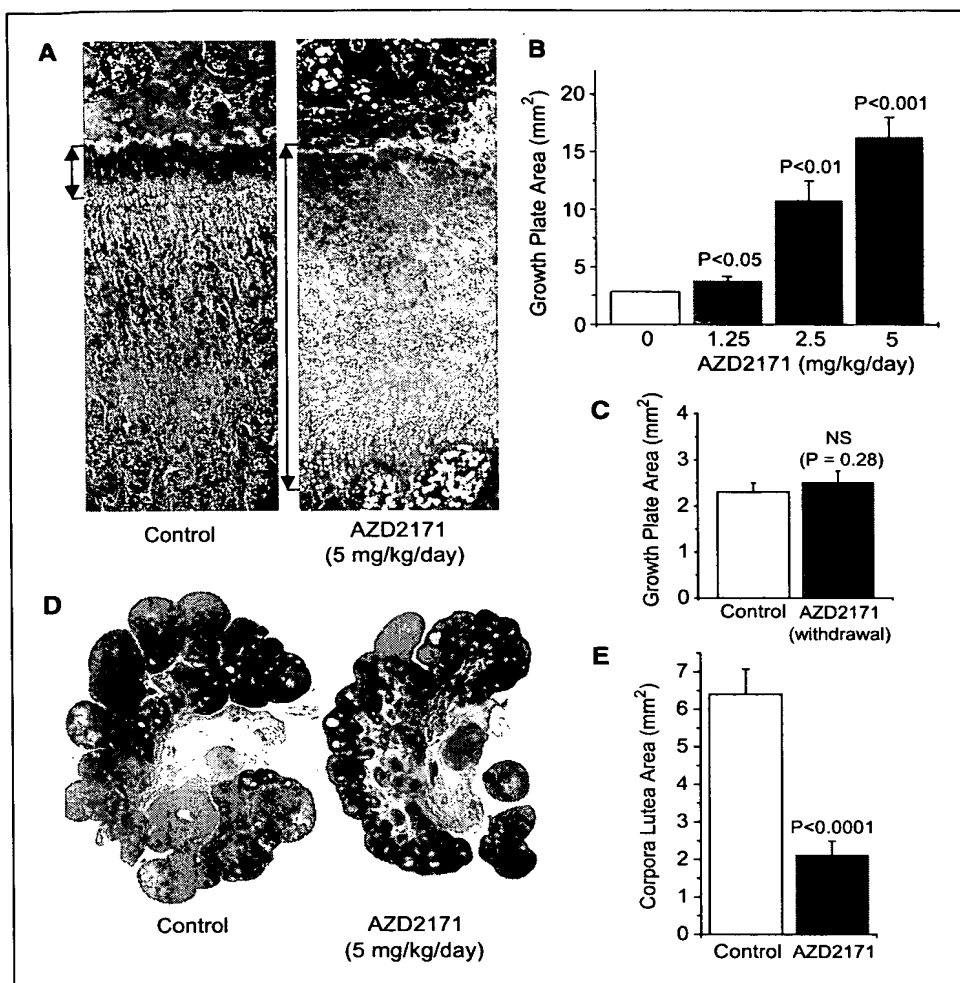 A
Control
AZD2171
(5 mg/kg/day)
B
Growth Plate Area (mm²)
20
15
10
5
0
P<0.05
P<0.01
P<0.001
0
1.25
2.5
5
AZD2171 (mg/kg/day)
C
Growth Plate Area (mm²)
4
3
2
1
0
NS
(P = 0.28)
Control
AZD2171
(withdrawal)
D
Control
AZD2171
(5 mg/kg/day)
E
Corpora Lutea Area (mm²)
7
6
5
4
3
2
1
0
P<0.0001
Control
AZD2171